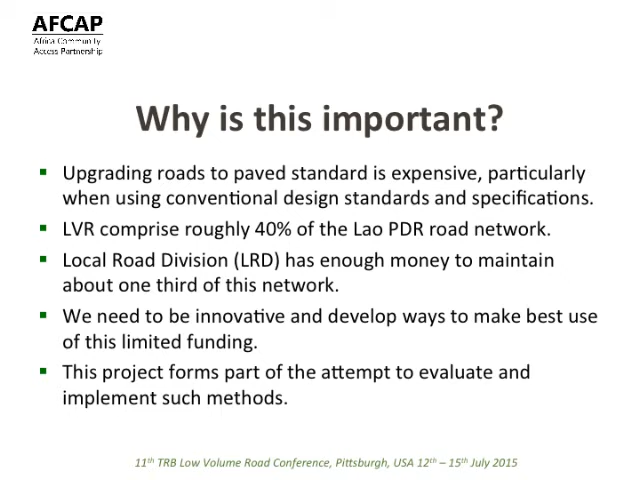 AFCAP
Africa Community
Access Partnership
Why is this important?
▪ Upgrading roads to paved standard is expensive, particularly
when using conventional design standards and specifications.
▪ LVR comprise roughly 40% of the Lao PDR road network.
▪ Local Road Division (LRD) has enough money to maintain
about one third of this network.
▪ We need to be innovative and develop ways to make best use
of this limited funding.
▪ This project forms part of the attempt to evaluate and
implement such methods.
11th TRB Low Volume Road Conference, Pittsburgh, USA 12th – 15th July 2015